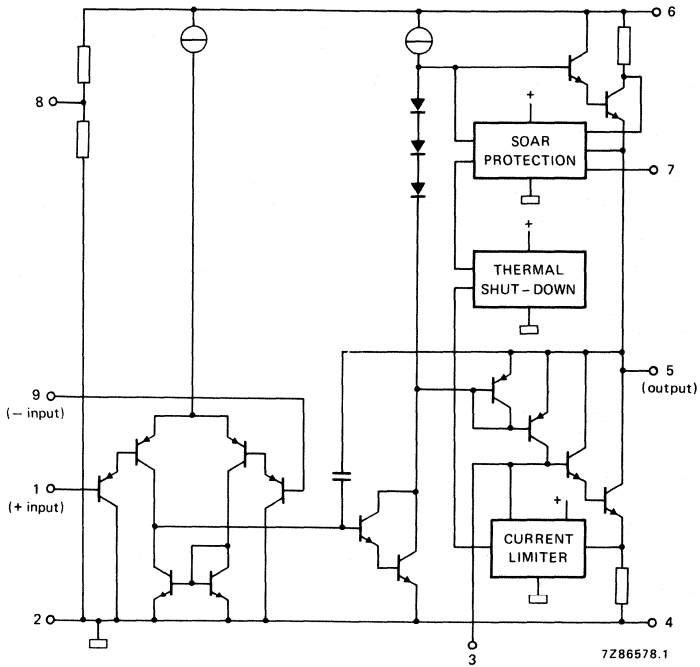 6
8
+
SOAR
PROTECTION
7
+
THERMAL
SHUT-DOWN
9
(- input)
5
(output)
1
(+ input)
+
CURRENT
LIMITER
2
4
3
7Z86578.1